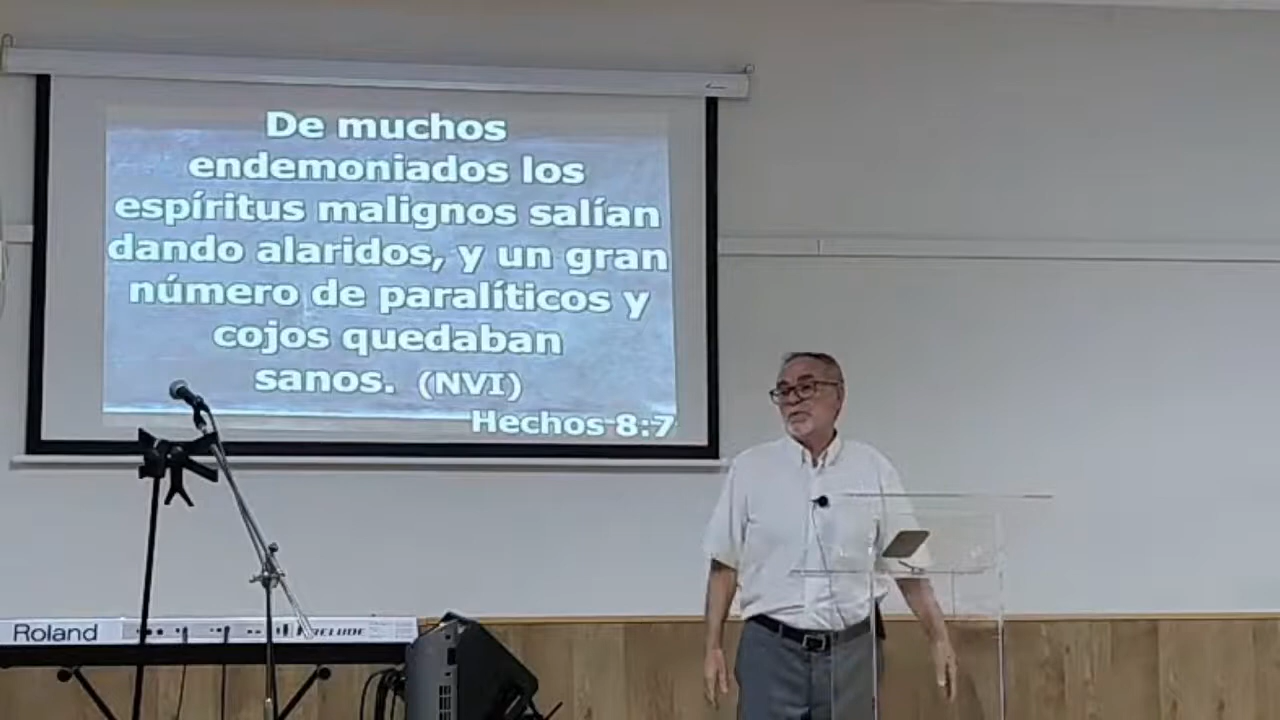 De muchos
endemoniados los
espíritus malignos salían
dando alaridos, y un gran
número de paralíticos y
cojos quedaban
sanos. (NVI)
Hechos 8:7
Roland
PRELUDE